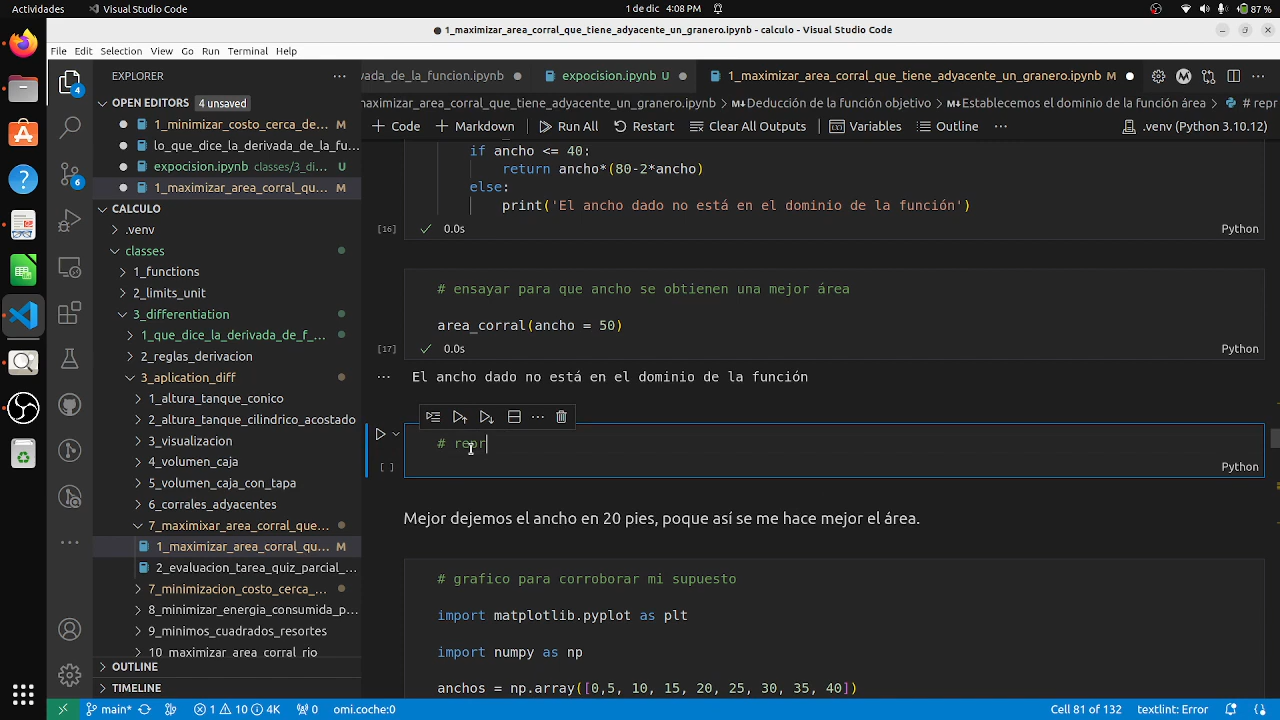 Actividades
Visual Studio Code
1 de dic 4:08 PM
87 %
1_maximizar_area_corral_que_tiene_adyacente_un_granero.ipynb - calculo - Visual Studio Code
File Edit Selection View Go Run Terminal Help
EXPLORER
vada_de_la_funcion.ipynb
expocision.ipynb U
1_maximizar_area_corral_que_tiene_adyacente_un_granero.ipynb M
OPEN EDITORS 4 unsaved
1_minimizar_costo_cerca_de... M
lo_que_dice_la_derivada_de_la_fu...
expocision.ipynb classes/3_di... U
1_maximizar_area_corral_qu... M
CALCULO
.venv
classes
1_functions
2_limits_unit
3_differentiation
1_que_dice_la_derivada_de_f_...
2_reglas_derivacion
3_aplication_diff
1_altura_tanque_conico
2_altura_tanque_cilindrico_acostado
3_visualizacion
4_volumen_caja
5_volumen_caja_con_tapa
6_corrales_adyacentes
7_maximixar_area_corral_que...
1_maximizar_area_corral_qu... M
2_evaluacion_tarea_quiz_parcial_...
7_minimizacion_costo_cerca_...
8_minimizar_energia_consumida_p...
9_minimos_cuadrados_resortes
10_maximizar_area_corral_rio
OUTLINE
TIMELINE
4
6
maximizar_area_corral_que_tiene_adyacente_un_granero.ipynb > Deducción de la función objetivo > Establecemos el dominio de la función área > # repr
+ Code + Markdown Run All Restart Clear All Outputs Variables Outline ... .venv (Python 3.10.12)
if ancho <= 40:
return ancho*(80-2*ancho)
else:
print('El ancho dado no está en el dominio de la función')
[16] 0.0s Python
# ensayar para que ancho se obtienen una mejor área
area_corral(ancho = 50)
[17] 0.0s Python
... El ancho dado no está en el dominio de la función
# repr
[ ] Python
Mejor dejemos el ancho en 20 pies, poque así se me hace mejor el área.
# grafico para corroborar mi supuesto
import matplotlib.pyplot as plt
import numpy as np
anchos = np.array([0,5, 10, 15, 20, 25, 30, 35, 40])
main* 1 10 4K 0 omi.coche:0 Cell 81 of 132 textlint: Error